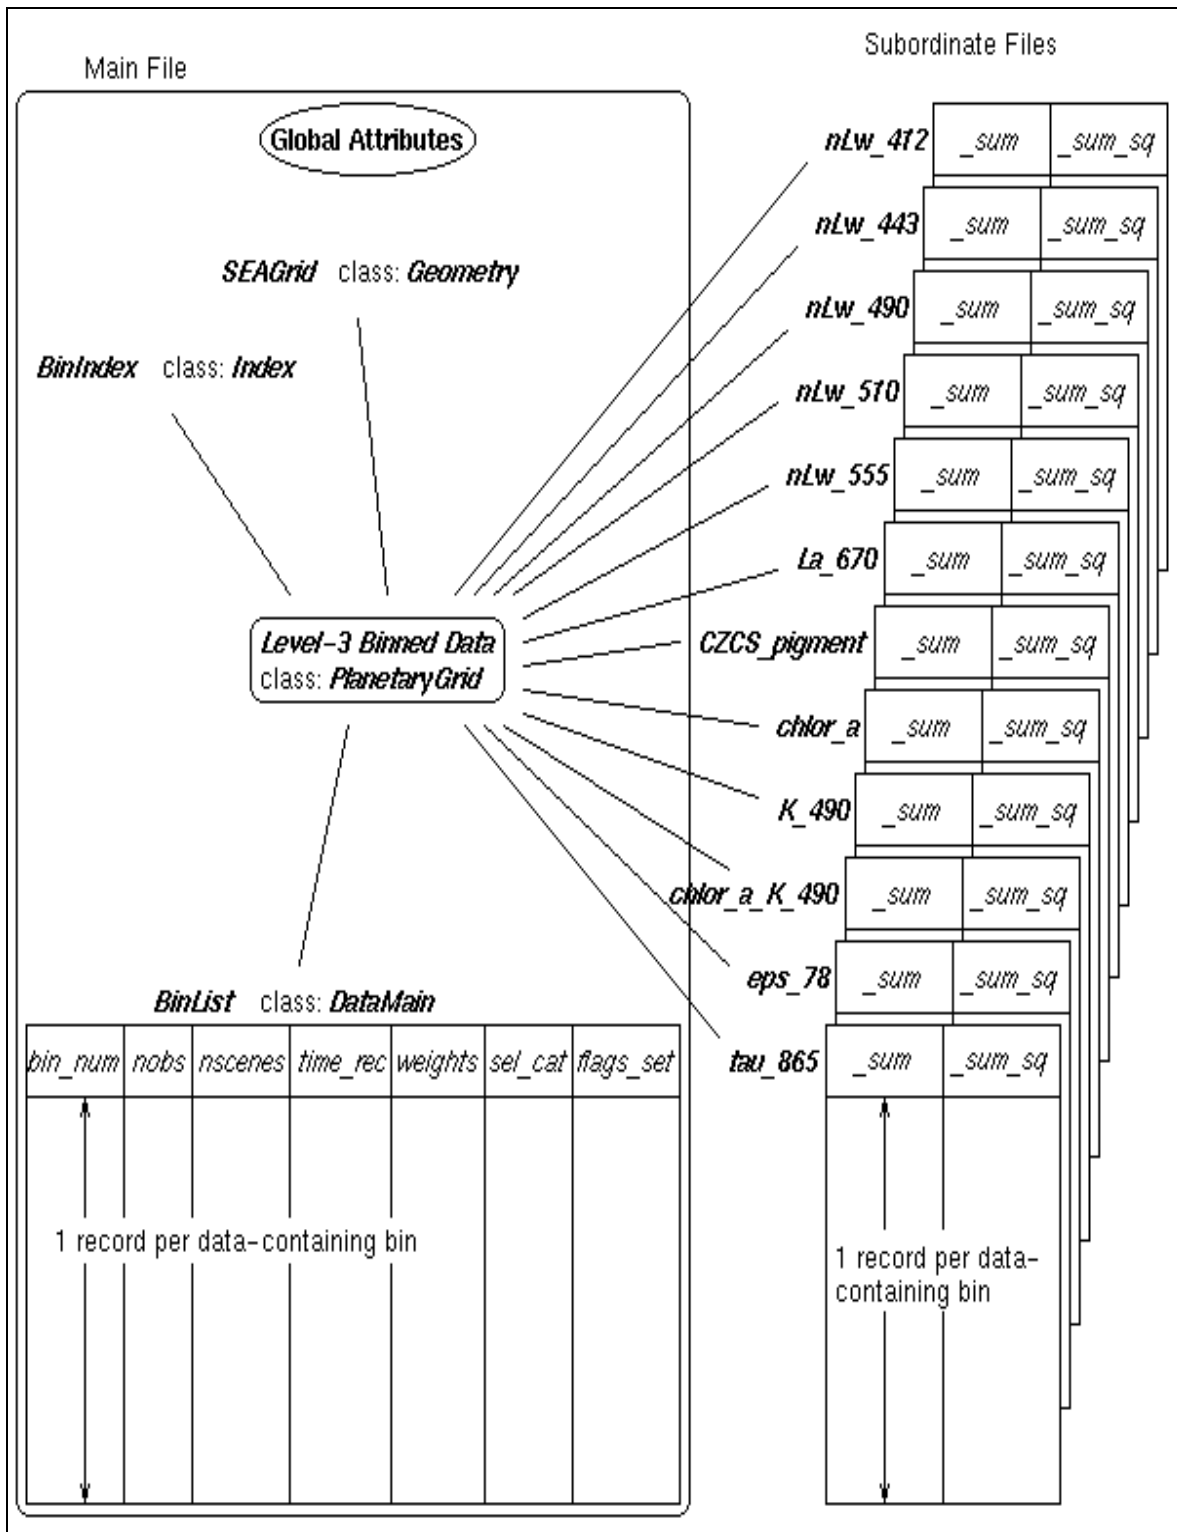 Main File
Subordinate Files
Global Attributes
SEAGrid class: Geometry
BinIndex class: Index
Level-3 Binned Data
class: PlanetaryGrid
BinList class: DataMain
bin_num nobs nscenes time_rec weights sel_cat flags_set
1 record per data-containing bin
nLw_412 _sum _sum_sq
nLw_443 _sum _sum_sq
nLw_490 _sum _sum_sq
nLw_510 _sum _sum_sq
nLw_555 _sum _sum_sq
La_670 _sum _sum_sq
CZCS_pigment _sum _sum_sq
chlor_a _sum _sum_sq
K_490 _sum _sum_sq
chlor_a_K_490 _sum _sum_sq
eps_78 _sum _sum_sq
tau_865 _sum _sum_sq
1 record per data-
containing bin